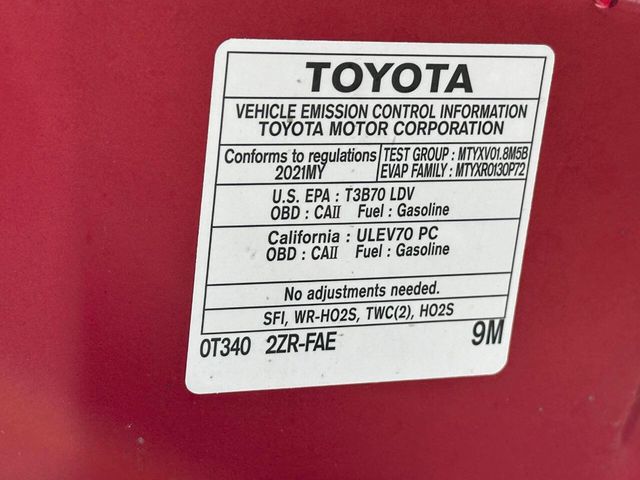 TOYOTA
VEHICLE EMISSION CONTROL INFORMATION
TOYOTA MOTOR CORPORATION
Conforms to regulations
2021MY
TEST GROUP : MTYXV01.8M5B
EVAP FAMILY : MTYXR0130P72
U.S. EPA : T3B70 LDV
OBD : CAII Fuel : Gasoline
California : ULEV70 PC
OBD : CAII Fuel : Gasoline
No adjustments needed.
SFI, WR-HO2S, TWC(2), HO2S
0T340 2ZR-FAE 9M